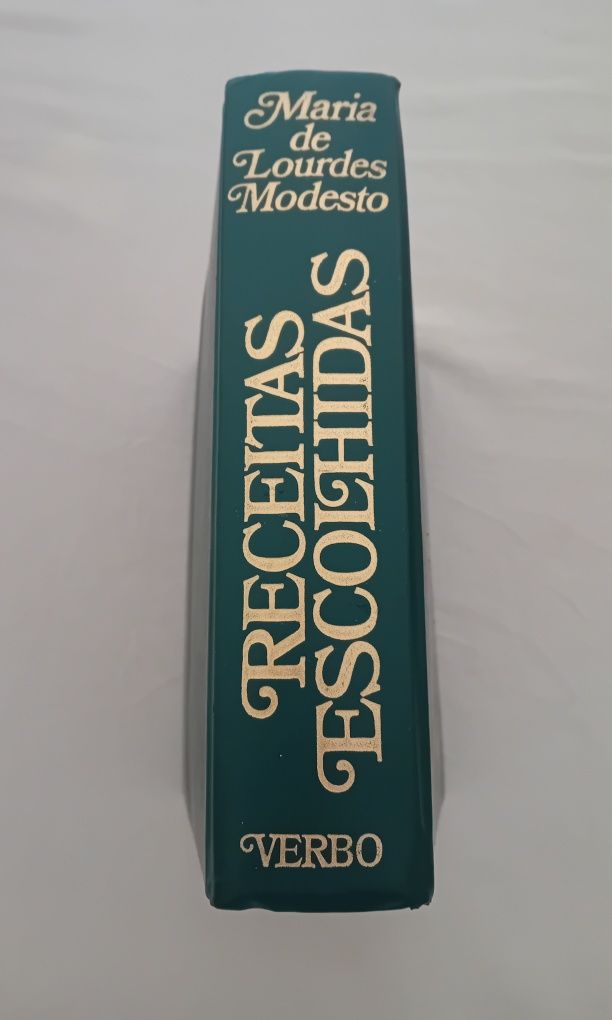 Maria
de
Lourdes
Modesto
RECEITAS
ESCOLHIDAS
VERBO